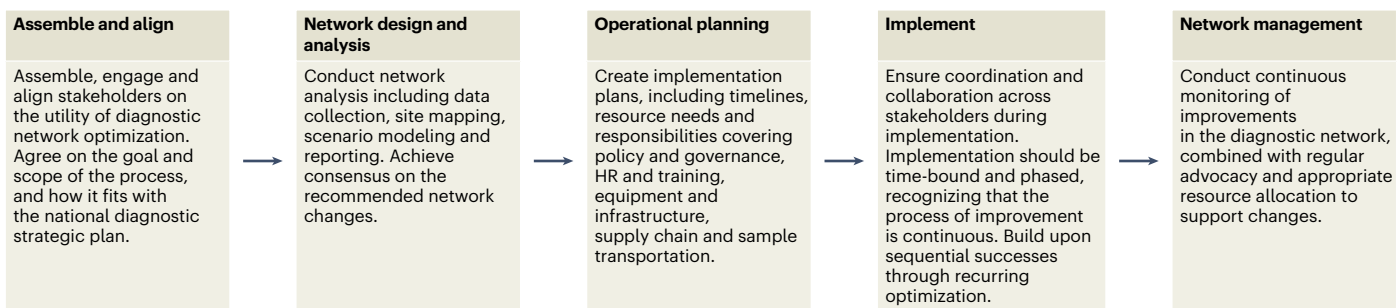 Assemble and align
Assemble, engage and
align stakeholders on
the utility of diagnostic
network optimization.
Agree on the goal and
scope of the process,
and how it fits with
the national diagnostic
strategic plan.
Network design and
analysis
Conduct network
analysis including data
collection, site mapping,
scenario modeling and
reporting. Achieve
consensus on the
recommended network
changes.
Operational planning
Create implementation
plans, including timelines,
resource needs and
responsibilities covering
policy and governance,
HR and training,
equipment and
infrastructure,
supply chain and sample
transportation.
Implement
Ensure coordination and
collaboration across
stakeholders during
implementation.
Implementation should be
time-bound and phased,
recognizing that the
process of improvement
is continuous. Build upon
sequential successes
through recurring
optimization.
Network management
Conduct continuous
monitoring of
improvements
in the diagnostic network,
combined with regular
advocacy and appropriate
resource allocation to
support changes.